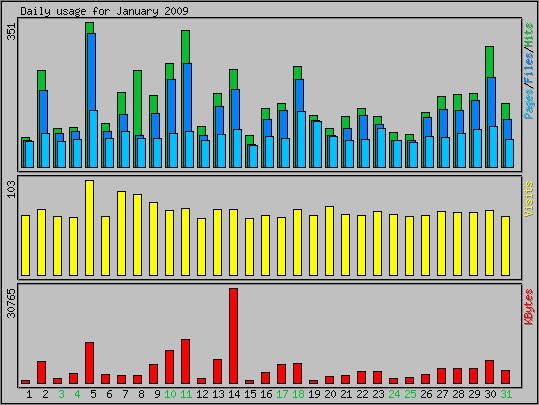 Daily usage for January 2009
351
Pages/Files/Hits
103
Visits
30765
KBytes
1 2 3 4 5 6 7 8 9 10 11 12 13 14 15 16 17 18 19 20 21 22 23 24 25 26 27 28 29 30 31